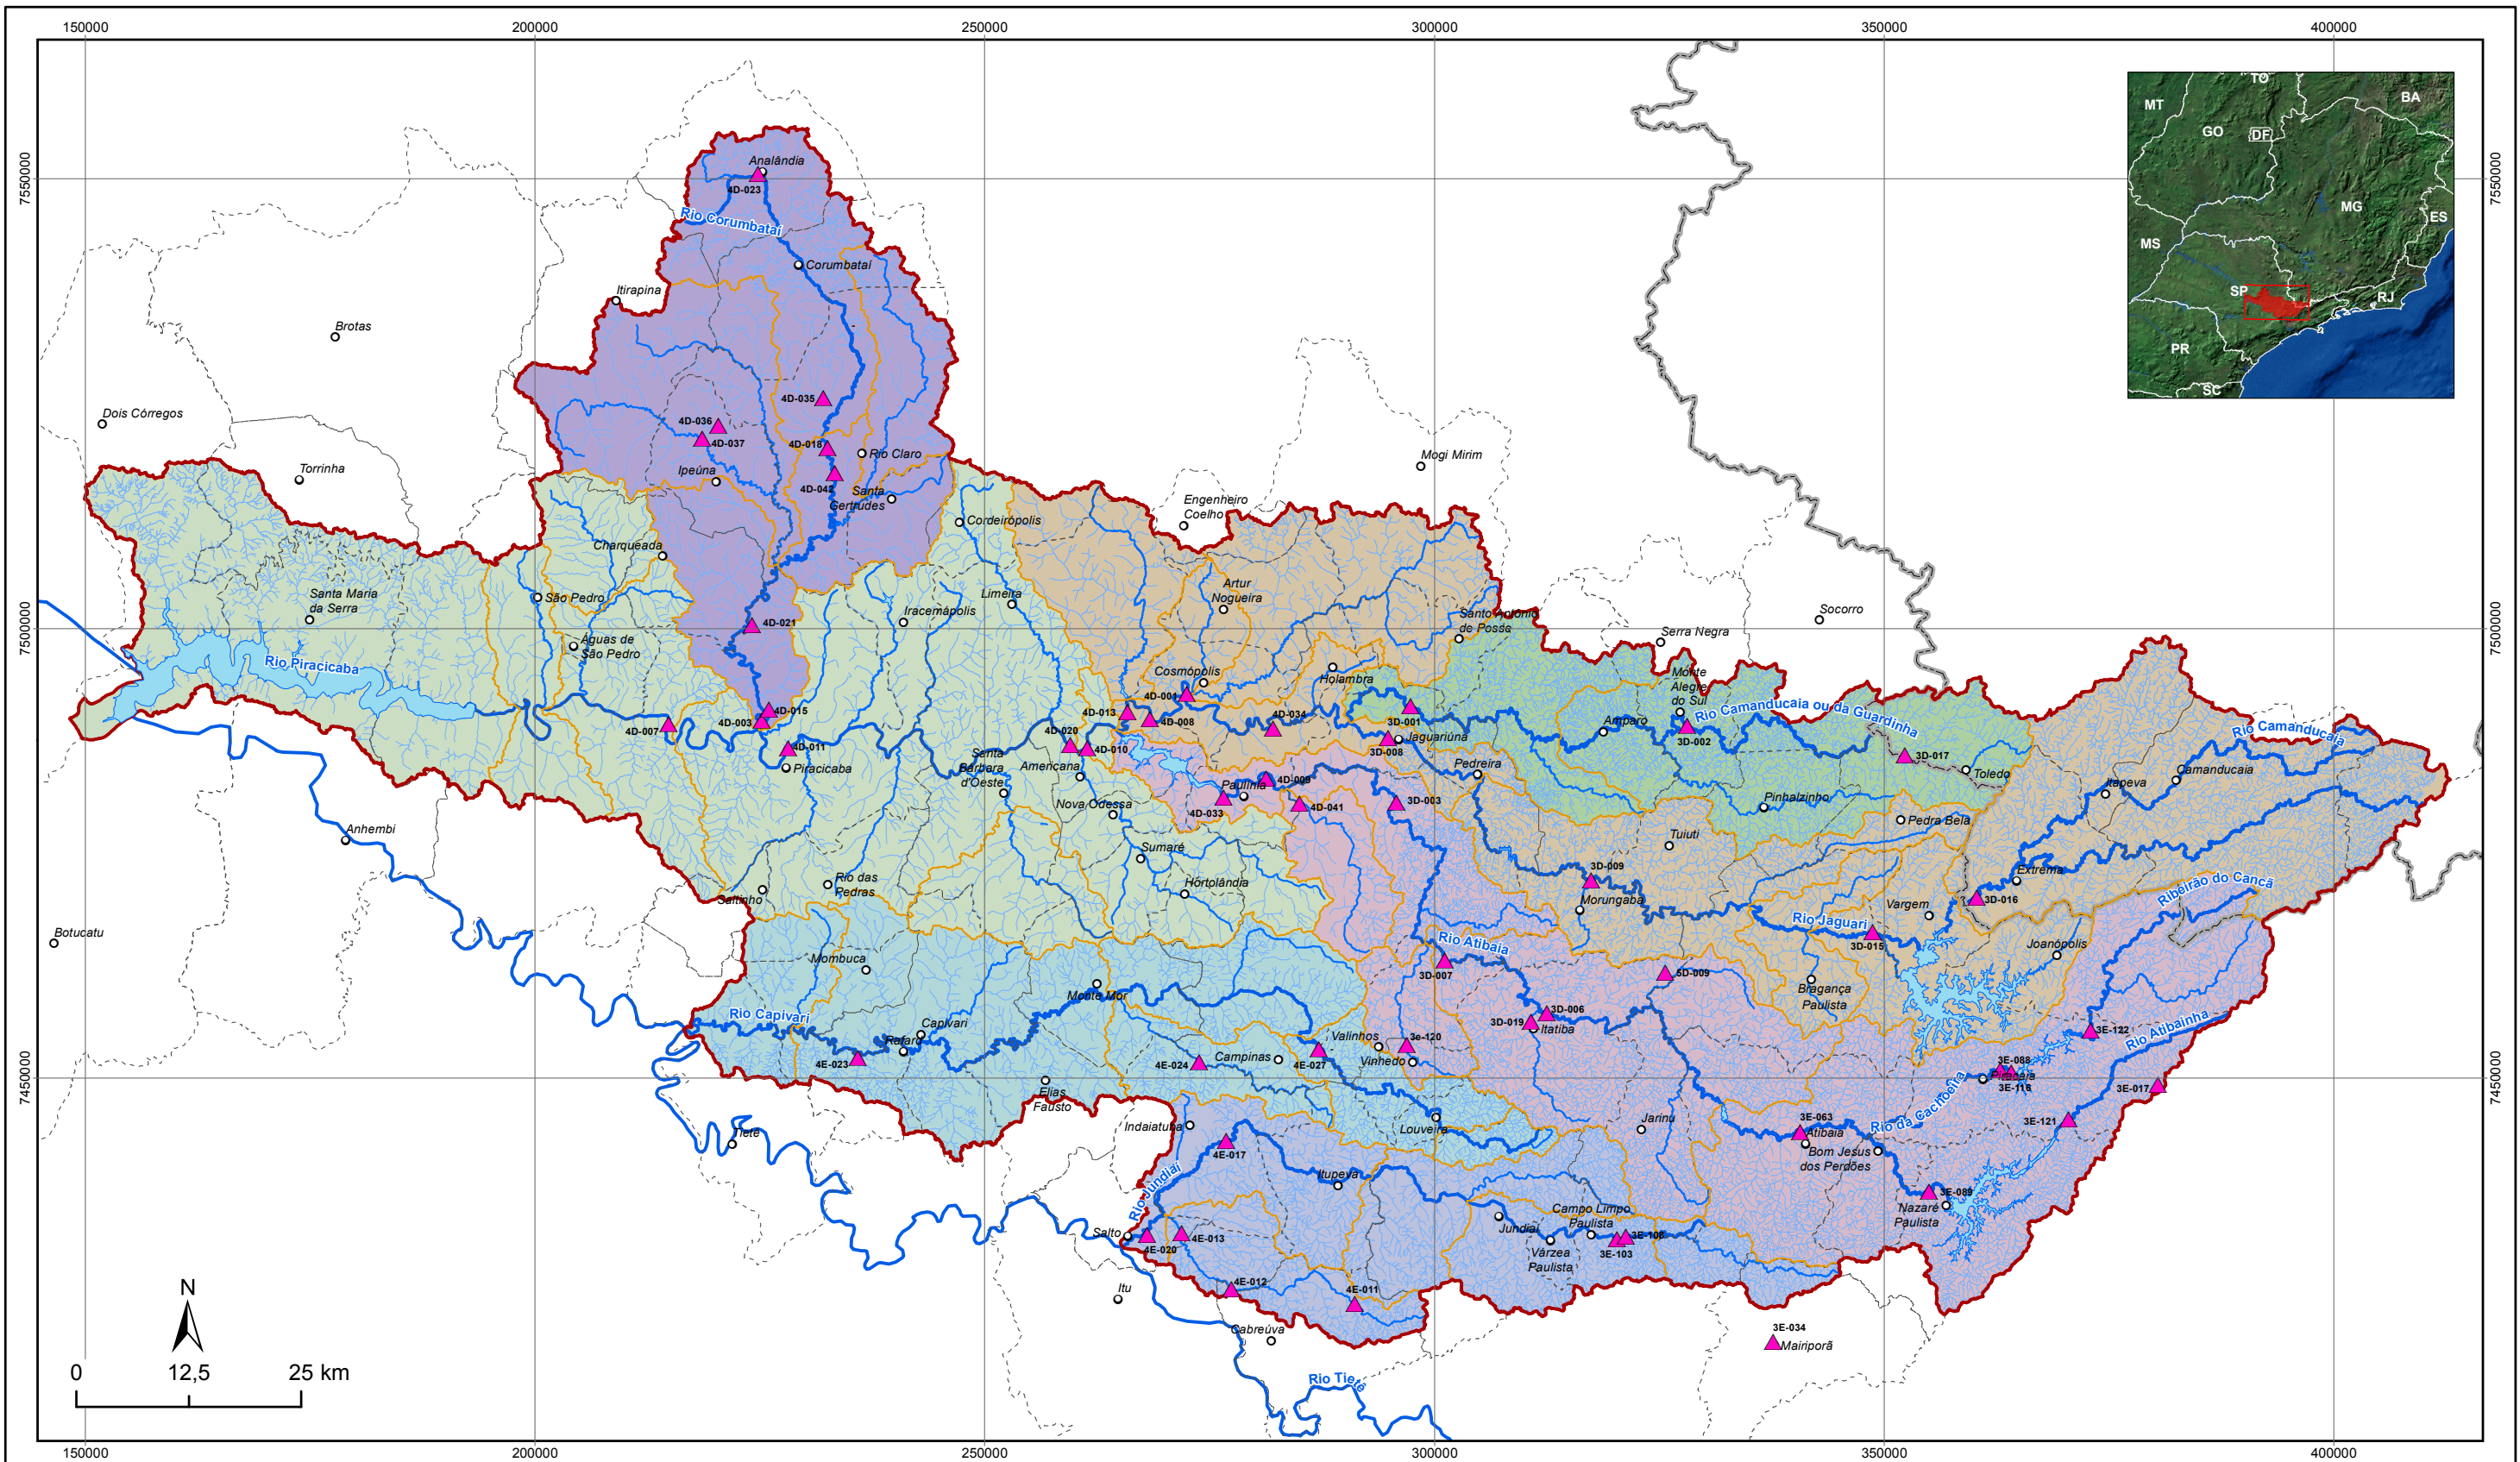 150000
200000
250000
300000
350000
400000
7550000
7500000
7450000
7550000
7500000
7450000
150000
200000
250000
300000
350000
400000
TO
MT
BA
GO
DF
MG
ES
MS
SP
RJ
PR
SC
Analândia
4D-023
Rio Corumbataí
Corumbataí
Itirapina
Brotas
Dois Córregos
Torrinha
4D-035
4D-036
4D-037
4D-018
Rio Claro
Ipeúna
4D-042
Santa
Gertrudes
Cordeirópolis
Charqueada
Engenheiro
Coelho
Mogi Mirim
Santa Maria
da Serra
São Pedro
Águas de
São Pedro
Rio Piracicaba
4D-021
Iracemápolis
Limeira
Artur
Nogueira
Santo Antônio
de Posse
Serra Negra
Socorro
Cosmópolis
Holambra
Monte
Alegre
do Sul
4D-001
4D-013
4D-008
4D-034
3D-001
Amparo
3D-002
Rio Camanducaia ou da Guardinha
Rio Camanducaia
4D-015
4D-003
4D-007
4D-011
Piracicaba
4D-020
4D-010
Americana
Santa
Bárbara
d'Oeste
Jaguariúna
3D-008
Pedreira
3D-017
Toledo
Itapeva
Camanducaia
Nova Odessa
Paulínia
4D-009
4D-033
4D-041
3D-003
Pinhalzinho
Pedra Bela
Tuiuti
Anhembi
Sumaré
Hortolândia
Rio das
Pedras
Saltinho
3D-009
Morungaba
Extrema
3D-016
Vargem
Ribeirão do Cancã
Rio Jaguari
3D-015
Joanópolis
Botucatu
Mombuca
Monte Mor
Rio Atibaia
3D-007
5D-009
Bragança
Paulista
Rio Capivari
Capivari
Rafard
4E-023
4E-024
Campinas
4E-027
Valinhos
Vinhedo
3e-120
3D-019
3D-006
Itatiba
3E-122
Rio Atibainha
3E-088
Piracaia
3E-116
3E-017
3E-121
Rio da Cachoeira
Elias
Fausto
Tietê
Indaiatuba
Louveira
Jarinu
3E-063
Atibaia
Bom Jesus
dos Perdões
4E-017
Rio Jundiaí
Itupeva
3E-089
Nazaré
Paulista
Salto
4E-020
4E-013
Jundiaí
Campo Limpo
Paulista
3E-108
3E-103
Várzea
Paulista
Itu
4E-012
4E-011
Cabreúva
3E-034
Mairiporã
Rio Tietê
N
0
12,5
25 km